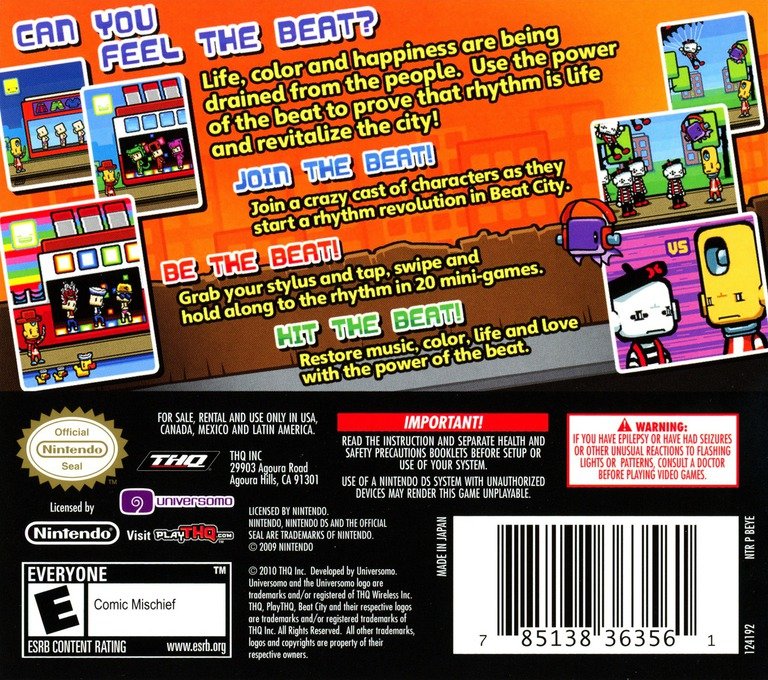 CAN YOU
FEEL THE BEAT?
Life, color and happiness are being
drained from the people. Use the power
of the beat to prove that rhythm is life
and revitalize the city!
JOIN THE BEAT!
Join a crazy cast of characters as they
start a rhythm revolution in Beat City.
BE THE BEAT!
Grab your stylus and tap, swipe and
hold along to the rhythm in 20 mini-games.
HIT THE BEAT!
Restore music, color, life and love
with the power of the beat.
VS
Official
Nintendo
Seal
TM
Licensed by
Nintendo®
FOR SALE, RENTAL AND USE ONLY IN USA,
CANADA, MEXICO AND LATIN AMERICA.
THQ
THQ INC
29903 Agoura Road
Agoura Hills, CA 91301
universomo
Visit PLAYTHQ.COM
LICENSED BY NINTENDO.
NINTENDO, NINTENDO DS AND THE OFFICIAL
SEAL ARE TRADEMARKS OF NINTENDO.
© 2009 NINTENDO
© 2010 THQ Inc. Developed by Universomo.
Universomo and the Universomo logo are
trademarks and/or registered of THQ Wireless Inc.
THQ, PlayTHQ, Beat City and their respective logos
are trademarks and/or registered trademarks of
THQ Inc. All Rights Reserved. All other trademarks,
logos and copyrights are property of their
respective owners.
EVERYONE
TM
E
Comic Mischief
ESRB CONTENT RATING www.esrb.org
IMPORTANT!
READ THE INSTRUCTION AND SEPARATE HEALTH AND
SAFETY PRECAUTIONS BOOKLETS BEFORE SETUP OR
USE OF YOUR SYSTEM.
USE OF A NINTENDO DS SYSTEM WITH UNAUTHORIZED
DEVICES MAY RENDER THIS GAME UNPLAYABLE.
WARNING:
IF YOU HAVE EPILEPSY OR HAVE HAD SEIZURES
OR OTHER UNUSUAL REACTIONS TO FLASHING
LIGHTS OR PATTERNS, CONSULT A DOCTOR
BEFORE PLAYING VIDEO GAMES.
MADE IN JAPAN
7 85138 36356 1
NTR P BEYE
124192